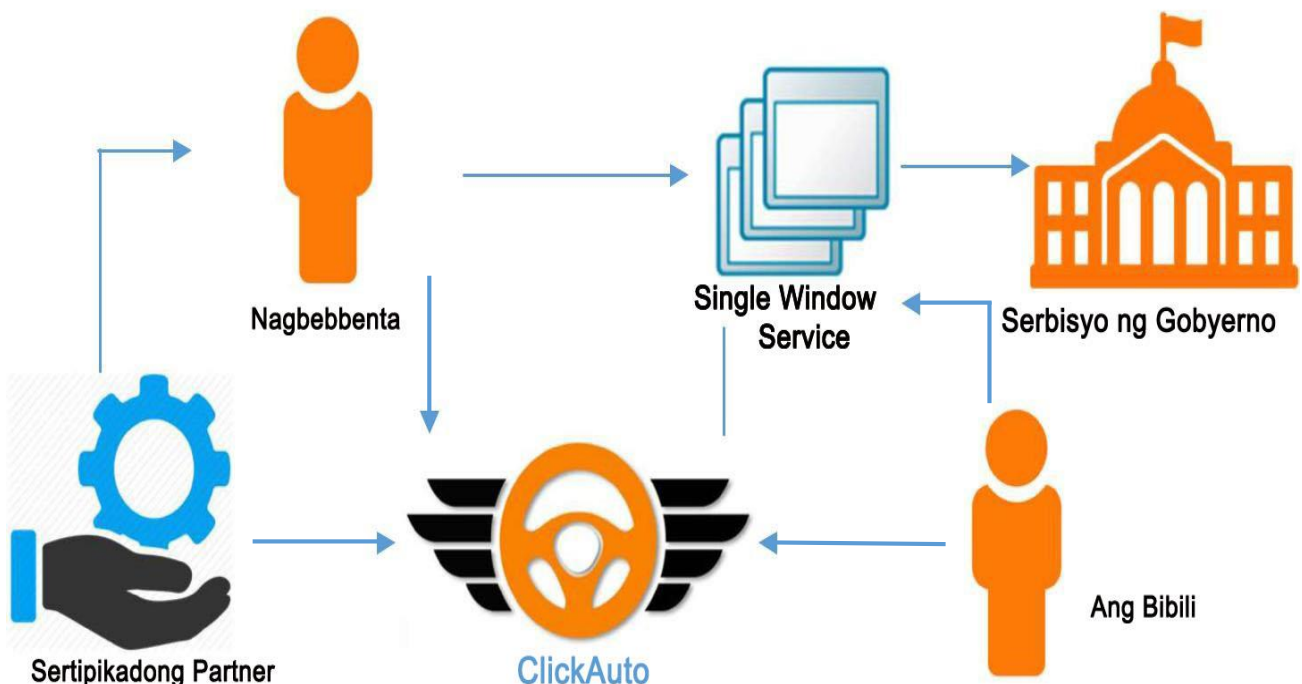 Nagbebbenta
Single Window
Service
Serbisyo ng Gobyerno
Ang Bibili
Sertipikadong Partner
ClickAuto